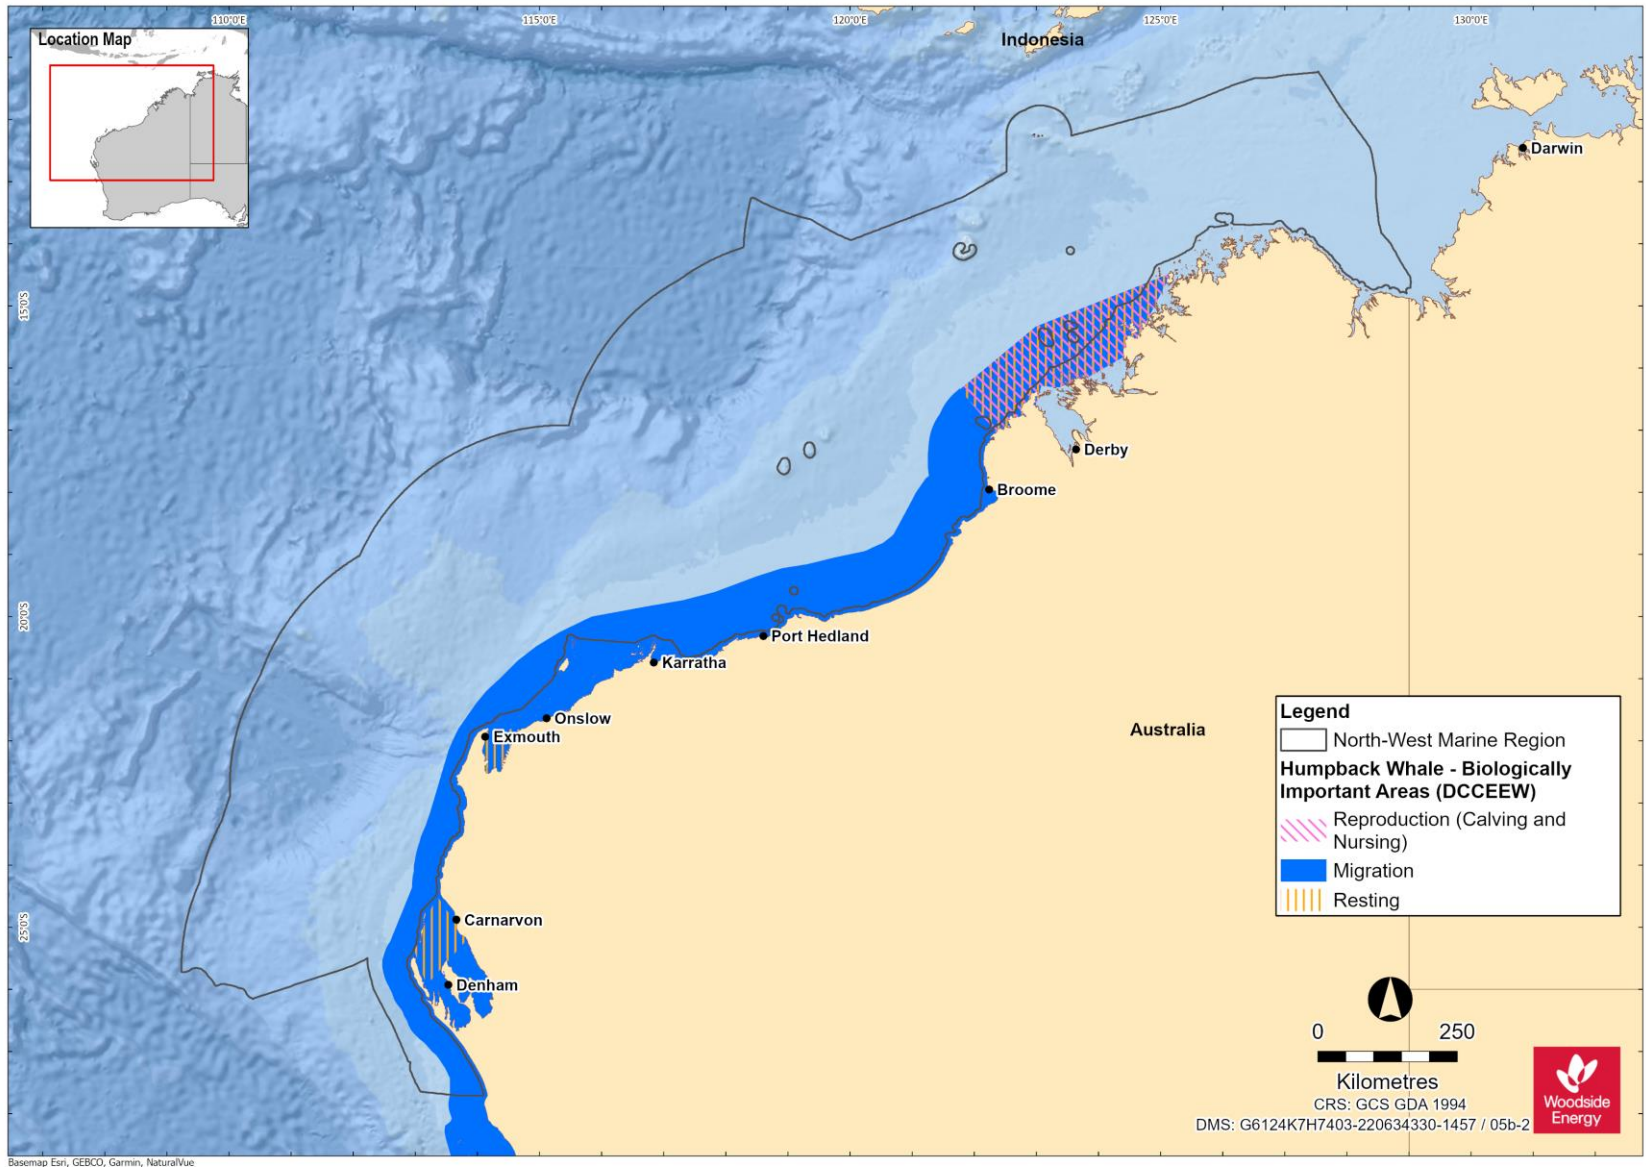 110°0'E
115°0'E
120°0'E
125°0'E
130°0'E
Location Map
Indonesia
Darwin
15°0'S
Derby
Broome
20°0'S
Port Hedland
Karratha
Onslow
Exmouth
Australia
Legend
North-West Marine Region
Humpback Whale - Biologically
Important Areas (DCCEEW)
Reproduction (Calving and
Nursing)
Migration
Resting
25°0'S
Carnarvon
Denham
0 250
Kilometres
CRS: GCS GDA 1994
DMS: G6124K7H7403-220634330-1457 / 05b-2
Woodside
Energy
Basemap Esri, GEBCO, Garmin, NaturalVue